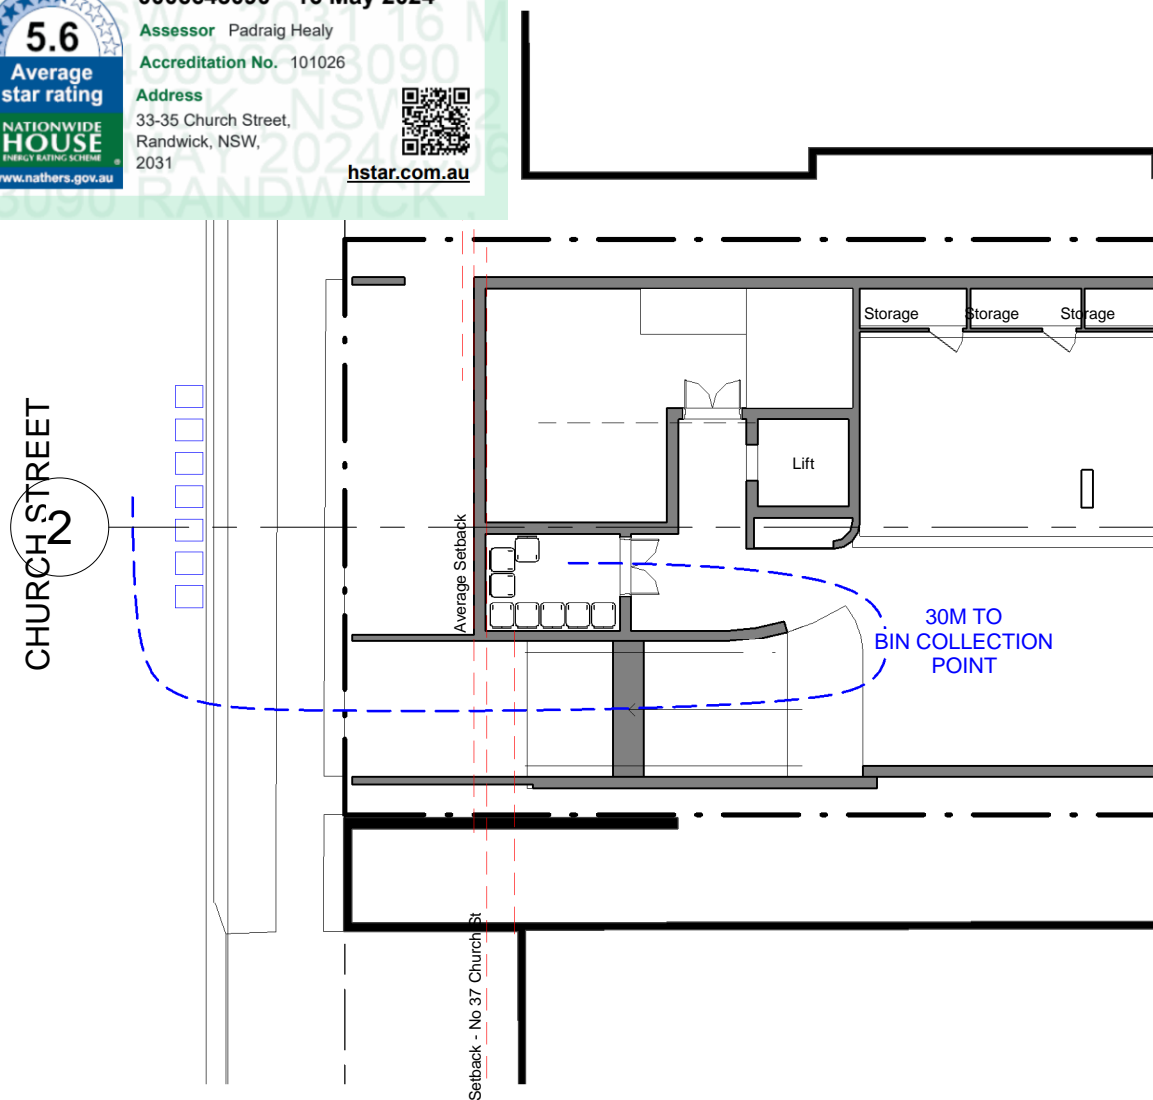 5.6
Average
star rating
NATIONWIDE
HOUSE
ENERGY RATING SCHEME
www.nathers.gov.au
Assessor Padraig Healy
Accreditation No. 101026
Address
33-35 Church Street,
Randwick, NSW,
2031
hstar.com.au
Storage
Storage
Storage
Lift
CHURCH STREET
2
Average Setback
30M TO
BIN COLLECTION
POINT
Setback - No 37 Church St